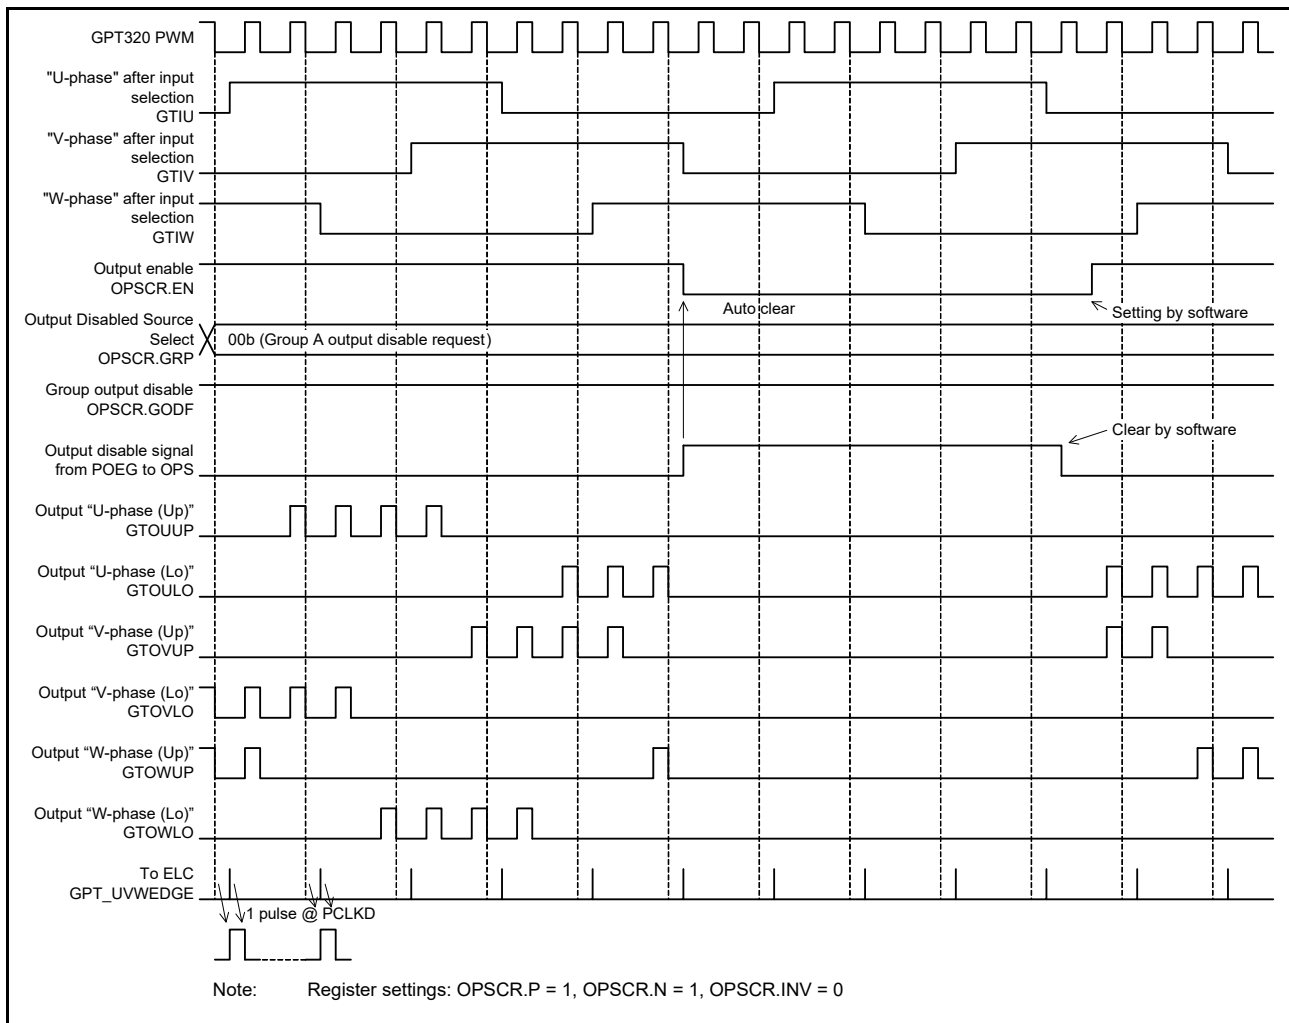 GPT320 PWM
"U-phase" after input
selection
GTIU
"V-phase" after input
selection
GTIV
"W-phase" after input
selection
GTIW
Output enable
OPSCR.EN
Auto clear
Setting by software
Output Disabled Source
Select
OPSCR.GRP
00b (Group A output disable request)
Group output disable
OPSCR.GODF
Clear by software
Output disable signal
from POEG to OPS
Output “U-phase (Up)”
GTOUUP
Output “U-phase (Lo)”
GTOULO
Output “V-phase (Up)”
GTOVUP
Output “V-phase (Lo)”
GTOVLO
Output “W-phase (Up)”
GTOWUP
Output “W-phase (Lo)”
GTOWLO
To ELC
GPT_UVWEDGE
1 pulse @ PCLKD
Note: Register settings: OPSCR.P = 1, OPSCR.N = 1, OPSCR.INV = 0